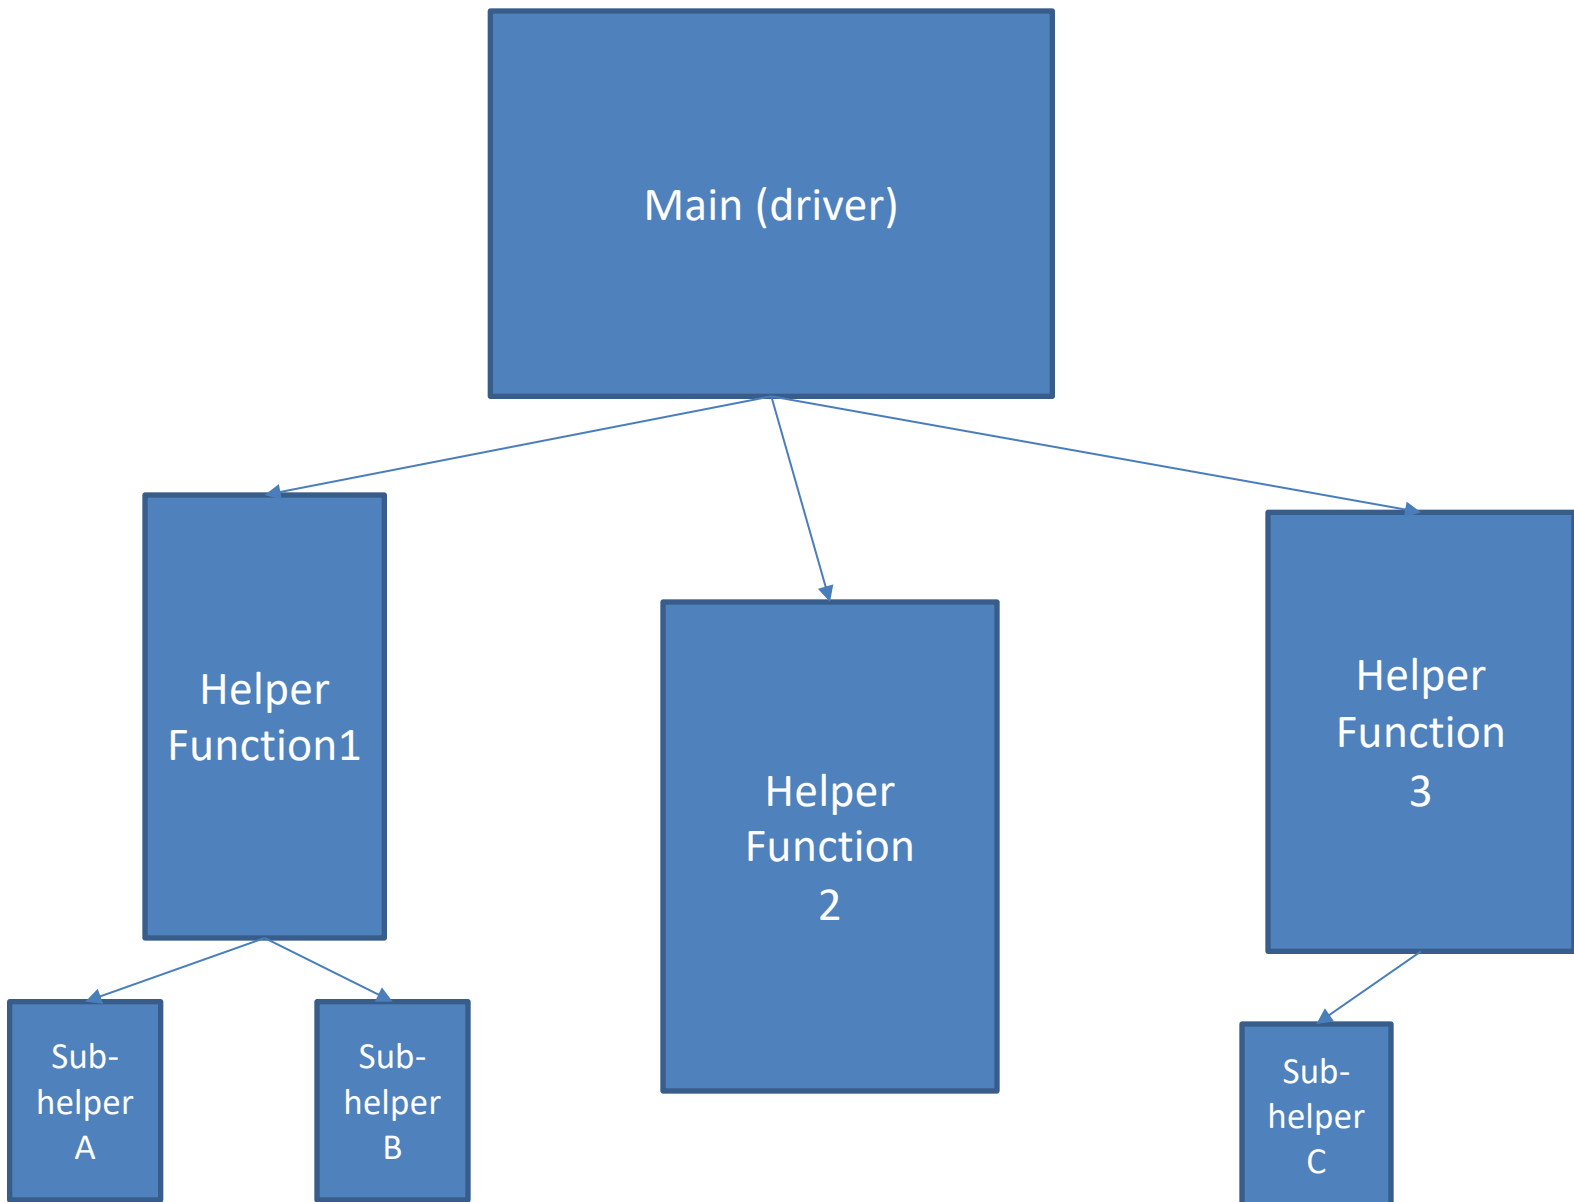 Main (driver)
Helper
Function1
Helper
Function
2
Helper
Function
3
Sub-
helper
A
Sub-
helper
B
Sub-
helper
C